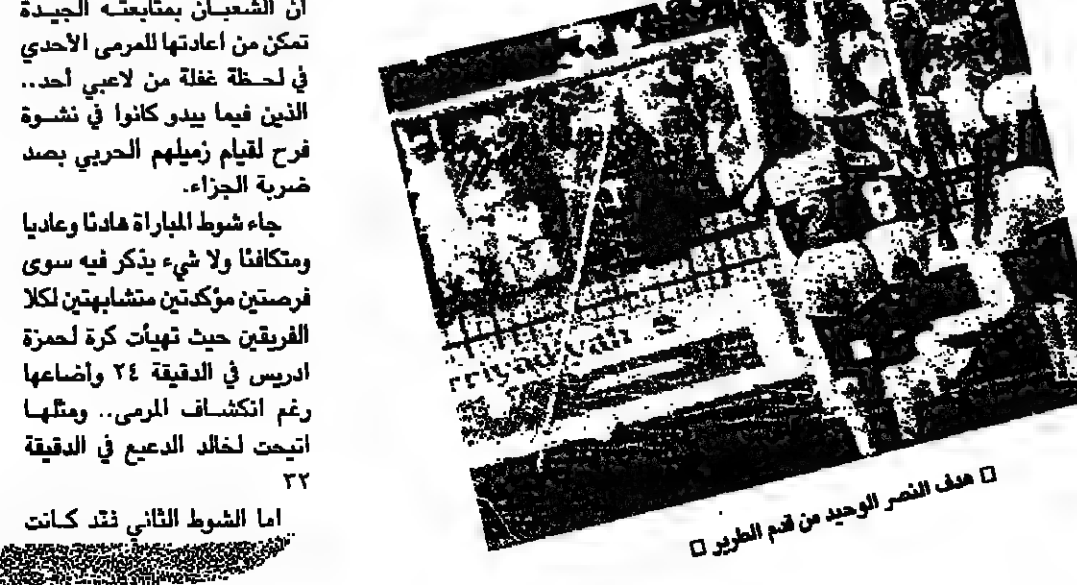 ان الشعبان بمتابعته الجيدة
تمكن من اعادتها للمرمى الأحدي
في لحظة غفلة من لاعبي أحد..
الذين فيما يبدو كانوا في نشوة
فرح لقيام زميلهم الحربي بصد
ضربة الجزاء.
جاء شوط المباراة هادئا وعاديا
ومتكافئا ولا شيء يذكر فيه سوى
فرصتين مؤكدتين متشابهتين لكلا
الفريقين حيث تهيأت كرة لحمزة
ادريس في الدقيقة ٢٤ وأضاعها
رغم انكشاف المرمى.. ومثلها
اتيحت لخالد الدعيع في الدقيقة
٣٢
اما الشوط الثاني فقد كانت
□ هدف النصر الوحيد من قدم الطرير □